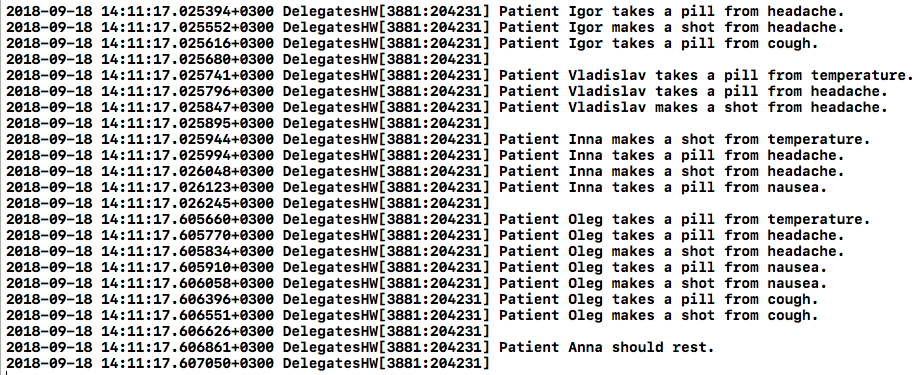 2018-09-18 14:11:17.025394+0300 DelegatesHW[3881:204231] Patient Igor takes a pill from headache.
2018-09-18 14:11:17.025552+0300 DelegatesHW[3881:204231] Patient Igor makes a shot from headache.
2018-09-18 14:11:17.025616+0300 DelegatesHW[3881:204231] Patient Igor takes a pill from cough.
2018-09-18 14:11:17.025680+0300 DelegatesHW[3881:204231]
2018-09-18 14:11:17.025741+0300 DelegatesHW[3881:204231] Patient Vladislav takes a pill from temperature.
2018-09-18 14:11:17.025796+0300 DelegatesHW[3881:204231] Patient Vladislav takes a pill from headache.
2018-09-18 14:11:17.025847+0300 DelegatesHW[3881:204231] Patient Vladislav makes a shot from headache.
2018-09-18 14:11:17.025895+0300 DelegatesHW[3881:204231]
2018-09-18 14:11:17.025944+0300 DelegatesHW[3881:204231] Patient Inna makes a shot from temperature.
2018-09-18 14:11:17.025994+0300 DelegatesHW[3881:204231] Patient Inna takes a pill from headache.
2018-09-18 14:11:17.026048+0300 DelegatesHW[3881:204231] Patient Inna makes a shot from headache.
2018-09-18 14:11:17.026123+0300 DelegatesHW[3881:204231] Patient Inna takes a pill from nausea.
2018-09-18 14:11:17.026245+0300 DelegatesHW[3881:204231]
2018-09-18 14:11:17.605660+0300 DelegatesHW[3881:204231] Patient Oleg takes a pill from temperature.
2018-09-18 14:11:17.605770+0300 DelegatesHW[3881:204231] Patient Oleg takes a pill from headache.
2018-09-18 14:11:17.605834+0300 DelegatesHW[3881:204231] Patient Oleg makes a shot from headache.
2018-09-18 14:11:17.605910+0300 DelegatesHW[3881:204231] Patient Oleg takes a pill from nausea.
2018-09-18 14:11:17.606058+0300 DelegatesHW[3881:204231] Patient Oleg makes a shot from nausea.
2018-09-18 14:11:17.606396+0300 DelegatesHW[3881:204231] Patient Oleg takes a pill from cough.
2018-09-18 14:11:17.606551+0300 DelegatesHW[3881:204231] Patient Oleg makes a shot from cough.
2018-09-18 14:11:17.606626+0300 DelegatesHW[3881:204231]
2018-09-18 14:11:17.606861+0300 DelegatesHW[3881:204231] Patient Anna should rest.
2018-09-18 14:11:17.607050+0300 DelegatesHW[3881:204231]